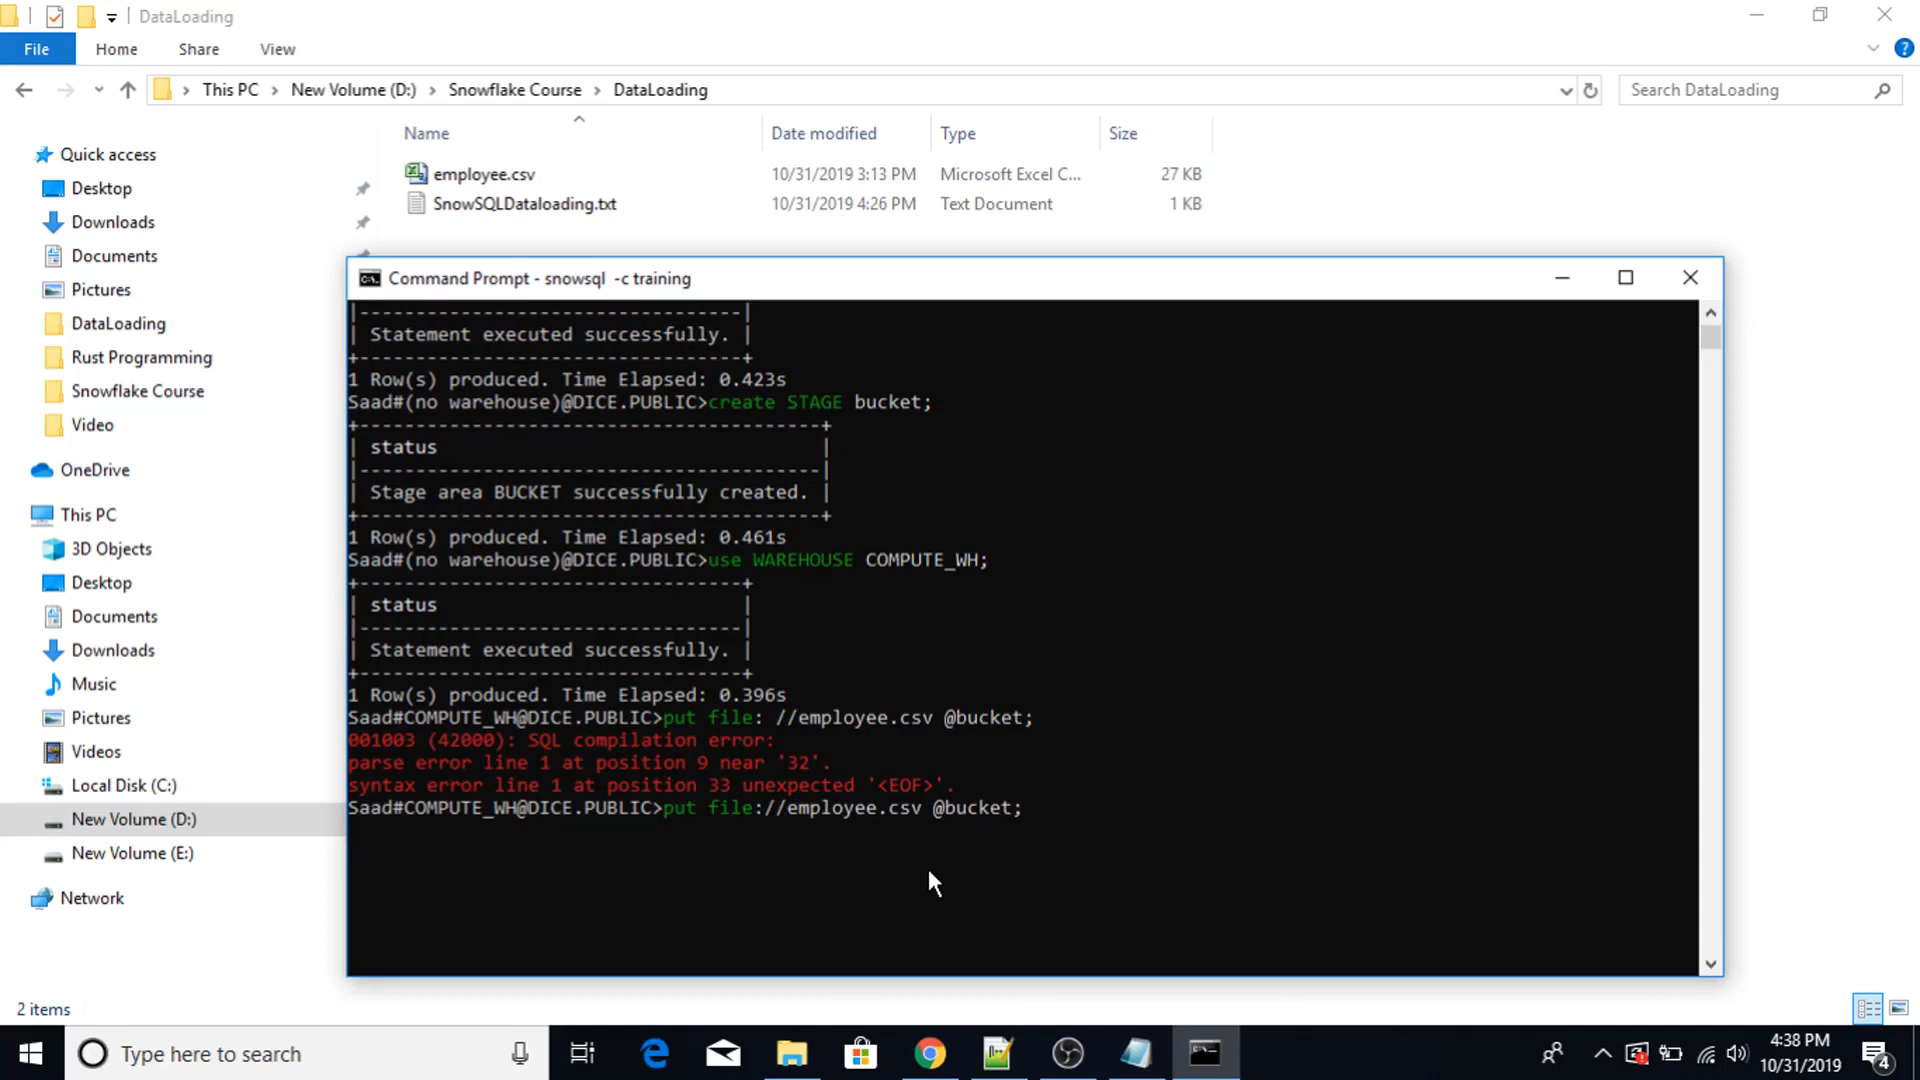 DataLoading
File Home Share View
This PC New Volume (D:) Snowflake Course DataLoading
Search DataLoading
Name Date modified Type Size
employee.csv 10/31/2019 3:13 PM Microsoft Excel C... 27 KB
SnowSQLDataloading.txt 10/31/2019 4:26 PM Text Document 1 KB
Quick access
Desktop
Downloads
Documents
Pictures
DataLoading
Rust Programming
Snowflake Course
Video
OneDrive
This PC
3D Objects
Desktop
Documents
Downloads
Music
Pictures
Videos
Local Disk (C:)
New Volume (D:)
New Volume (E:)
Network
2 items
Command Prompt - snowsql -c training
|----------------------------------|
| Statement executed successfully. |
+----------------------------------+
1 Row(s) produced. Time Elapsed: 0.423s
Saad#(no warehouse)@DICE.PUBLIC>create STAGE bucket;
+-----------------------------------------+
| status                                  |
|-----------------------------------------|
| Stage area BUCKET successfully created. |
+-----------------------------------------+
1 Row(s) produced. Time Elapsed: 0.461s
Saad#(no warehouse)@DICE.PUBLIC>use WAREHOUSE COMPUTE_WH;
+----------------------------------+
| status                           |
|----------------------------------|
| Statement executed successfully. |
+----------------------------------+
1 Row(s) produced. Time Elapsed: 0.396s
Saad#COMPUTE_WH@DICE.PUBLIC>put file: //employee.csv @bucket;
001003 (42000): SQL compilation error:
parse error line 1 at position 9 near '32'.
syntax error line 1 at position 33 unexpected '<EOF>'.
Saad#COMPUTE_WH@DICE.PUBLIC>put file://employee.csv @bucket;
Type here to search
4:38 PM
10/31/2019
4